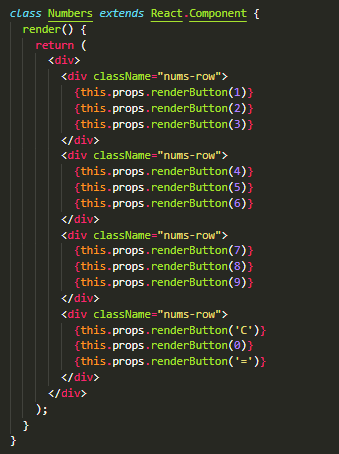 class Numbers extends React.Component {
  render() {
    return (
      <div>
        <div className="nums-row">
          {this.props.renderButton(1)}
          {this.props.renderButton(2)}
          {this.props.renderButton(3)}
        </div>
        <div className="nums-row">
          {this.props.renderButton(4)}
          {this.props.renderButton(5)}
          {this.props.renderButton(6)}
        </div>
        <div className="nums-row">
          {this.props.renderButton(7)}
          {this.props.renderButton(8)}
          {this.props.renderButton(9)}
        </div>
        <div className="nums-row">
          {this.props.renderButton('C')}
          {this.props.renderButton(0)}
          {this.props.renderButton('=')}
        </div>
      </div>
    );
  }
}